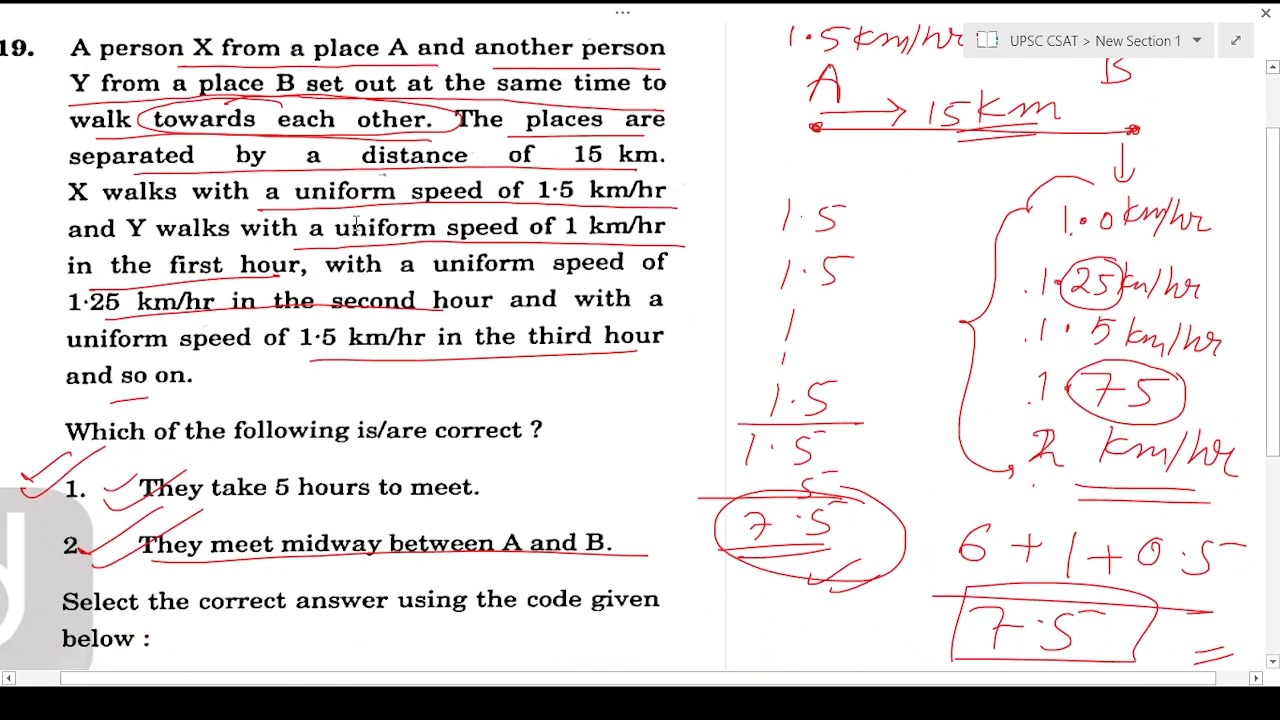 19. A person X from a place A and another person
Y from a place B set out at the same time to
walk towards each other. The places are
separated by a distance of 15 km.
X walks with a uniform speed of 1·5 km/hr
and Y walks with a uniform speed of 1 km/hr
in the first hour, with a uniform speed of
1·25 km/hr in the second hour and with a
uniform speed of 1·5 km/hr in the third hour
and so on.
Which of the following is/are correct ?
1. They take 5 hours to meet.
2. They meet midway between A and B.
Select the correct answer using the code given
below :
UPSC CSAT > New Section 1
1.5 km/hr
A B
15 km
1.5
1.5
1
1
1.5
1.5
5
7.5
1.0 km/hr
1.25 km/hr
1.5 km/hr
1.75
2 km/hr
6 + 1 + 0.5
7.5 =